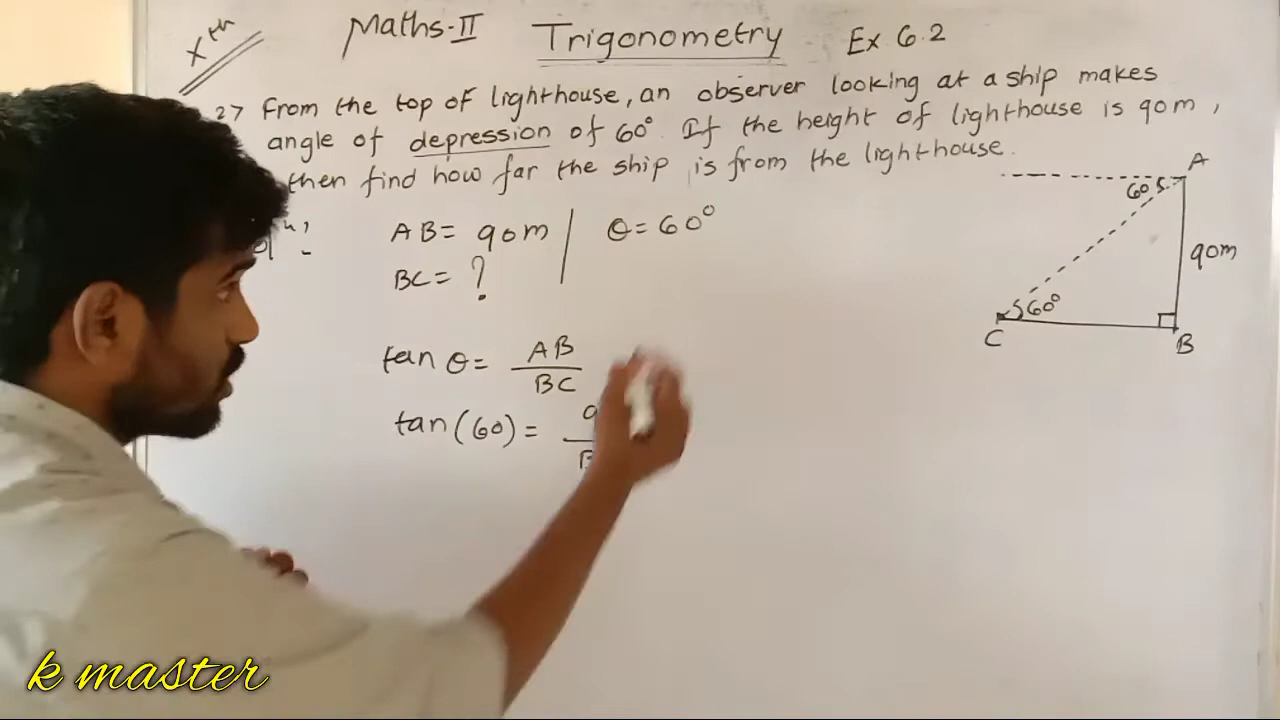 Xth
Maths-II Trigonometry Ex 6.2
27 From the top of lighthouse, an observer looking at a ship makes
angle of depression of 60°. If the height of lighthouse is 90m,
then find how far the ship is from the lighthouse.
AB = 90m | θ = 60°
BC = ?
tan θ = AB
BC
tan(60) =
A
60
90m
60°
C
B
k master